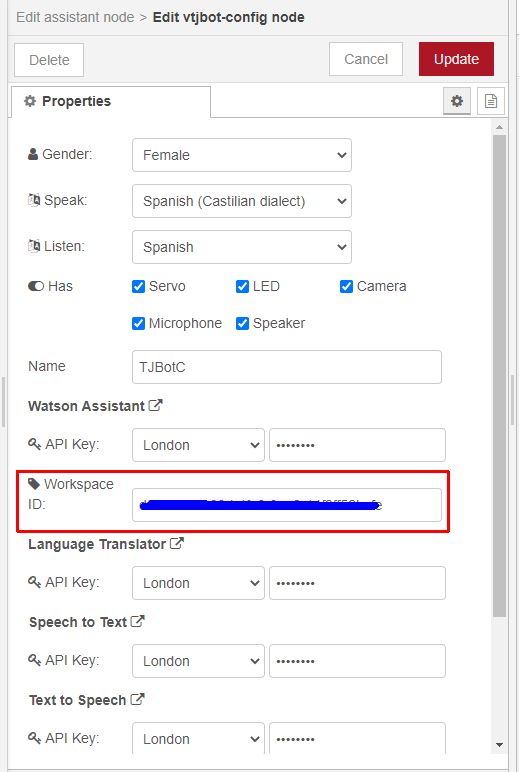 Edit assistant node > Edit vtjbot-config node
Delete Cancel Update
Properties
Gender: Female
Speak: Spanish (Castilian dialect)
Listen: Spanish
Has Servo LED Camera
Microphone Speaker
Name TJBotC
Watson Assistant
API Key: London ••••••••
Workspace
ID:
Language Translator
API Key: London ••••••••
Speech to Text
API Key: London ••••••••
Text to Speech
API Key: London ••••••••